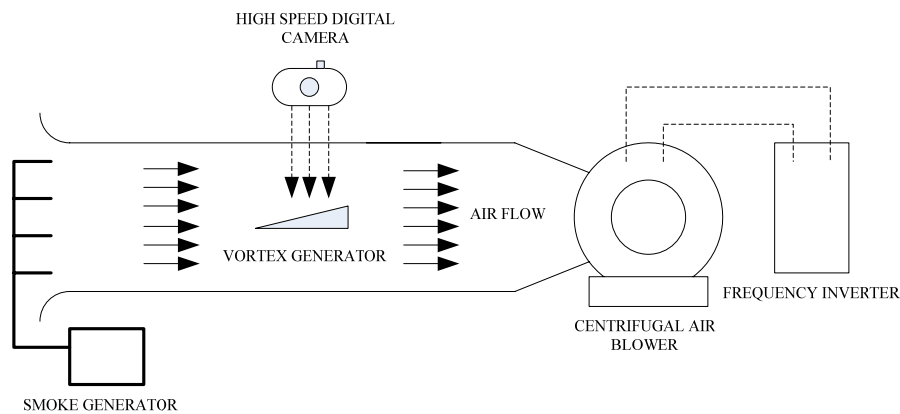 HIGH SPEED DIGITAL
CAMERA
AIR FLOW
VORTEX GENERATOR
FREQUENCY INVERTER
CENTRIFUGAL AIR
BLOWER
SMOKE GENERATOR